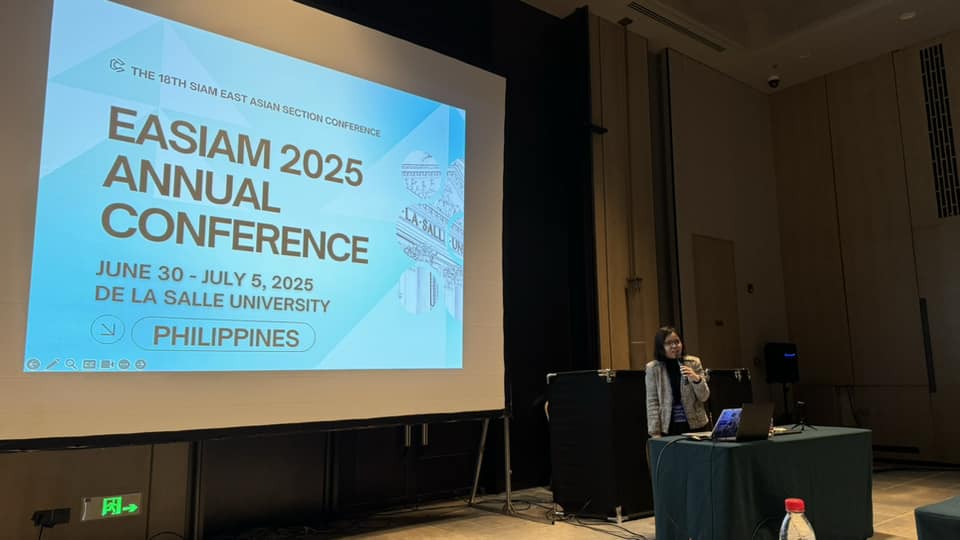 THE 18TH SIAM EAST ASIAN SECTION CONFERENCE
EASIAM 2025
ANNUAL
CONFERENCE
JUNE 30 - JULY 5, 2025
DE LA SALLE UNIVERSITY
PHILIPPINES
LA SALL